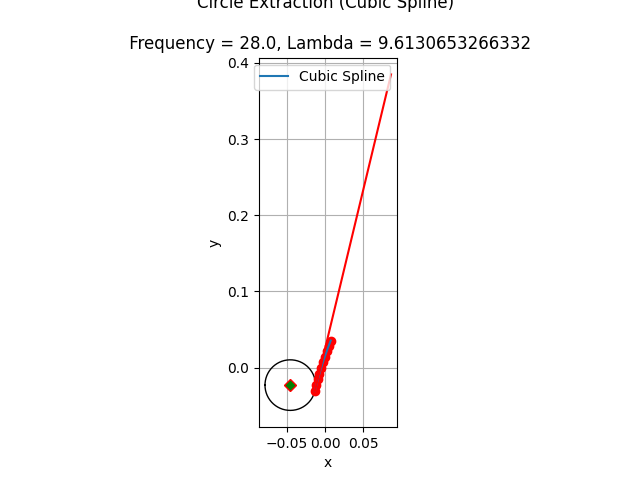 Circle Extraction (Cubic Spline)
Frequency = 28.0, Lambda = 9.6130653266332
Cubic Spline
0.4
0.3
0.2
0.1
0.0
y
−0.05 0.00 0.05
x